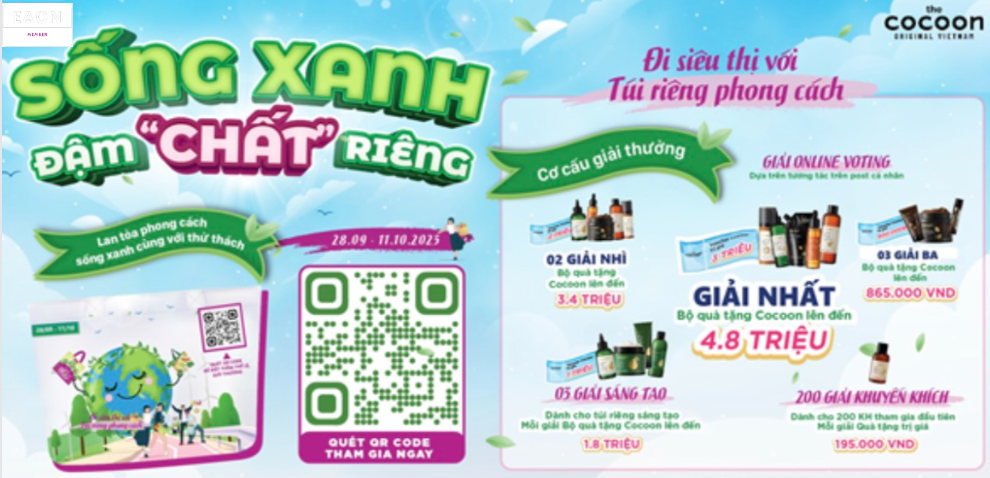 EACN
MEMBER
the
COCOON
ORIGINAL VIETNAM
SỐNG XANH
ĐẬM "CHẤT" RIÊNG
Lan tỏa phong cách
sống xanh cùng với thử thách
28.09 - 11.10.2025
QUÉT QR CODE
THAM GIA NGAY
Đi siêu thị với
Túi riêng phong cách
Cơ cấu giải thưởng
GIẢI ONLINE VOTING
Dựa trên tương tác trên post cá nhân
02 GIẢI NHÌ
Bộ quà tặng
Cocoon lên đến
3.4 TRIỆU
GIẢI NHẤT
Bộ quà tặng Cocoon lên đến
4.8 TRIỆU
03 GIẢI BA
Bộ quà tặng Cocoon
lên đến
865.000 VND
05 GIẢI SÁNG TẠO
Dành cho túi riêng sáng tạo
Mỗi giải Bộ quà tặng Cocoon lên đến
1.8 TRIỆU
200 GIẢI KHUYẾN KHÍCH
Dành cho 200 KH tham gia đầu tiên
Mỗi giải Quà tặng trị giá
195.000 VND